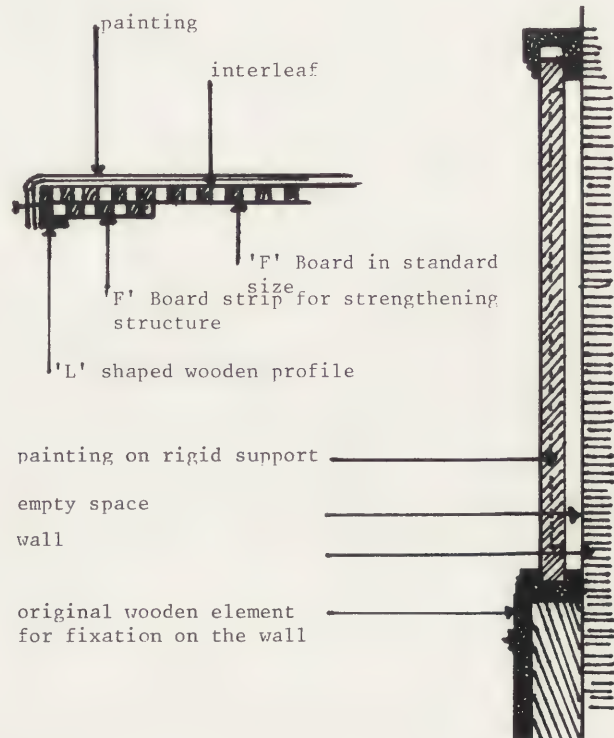 painting
interleaf
'F' Board in standard
size
'F' Board strip for strengthening
structure
'L' shaped wooden profile
painting on rigid support
empty space
wall
original wooden element
for fixation on the wall